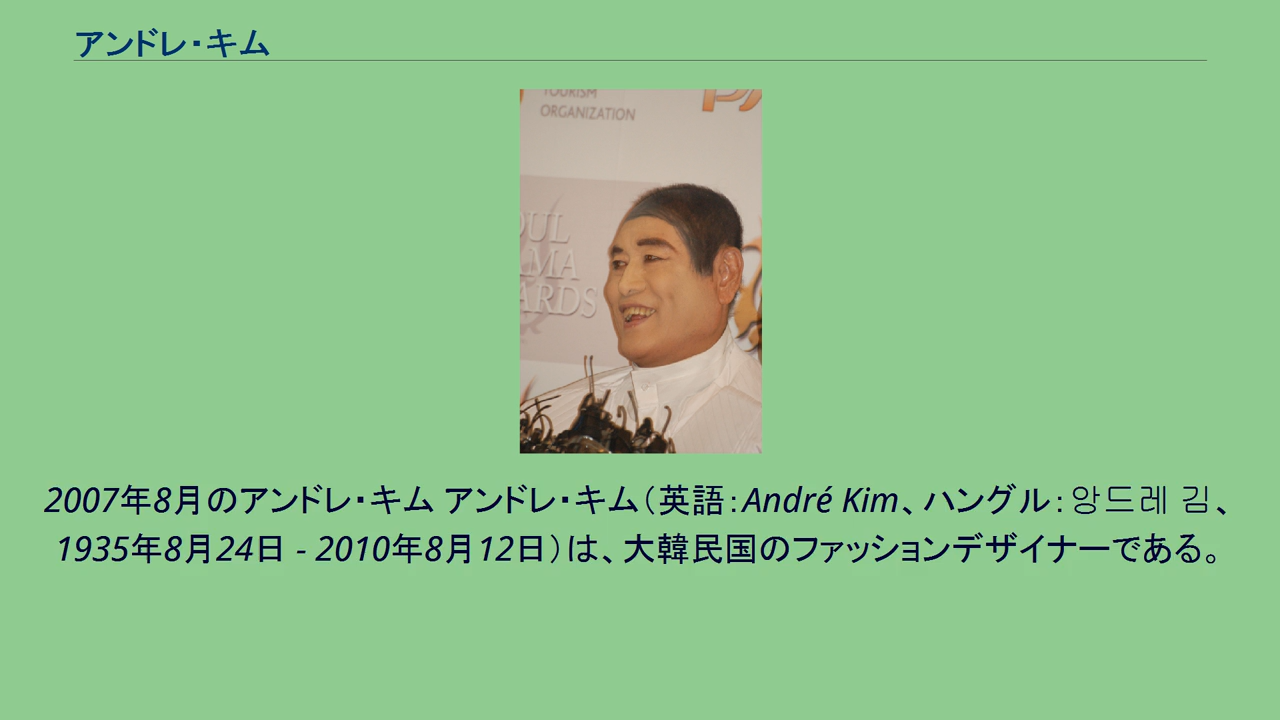 アンドレ・キム
TOURISM
ORGANIZATION
OUL
AMA
ARDS
2007年8月のアンドレ・キム アンドレ・キム（英語：André Kim、ハングル：앙드레 김、
1935年8月24日 - 2010年8月12日）は、大韓民国のファッションデザイナーである。